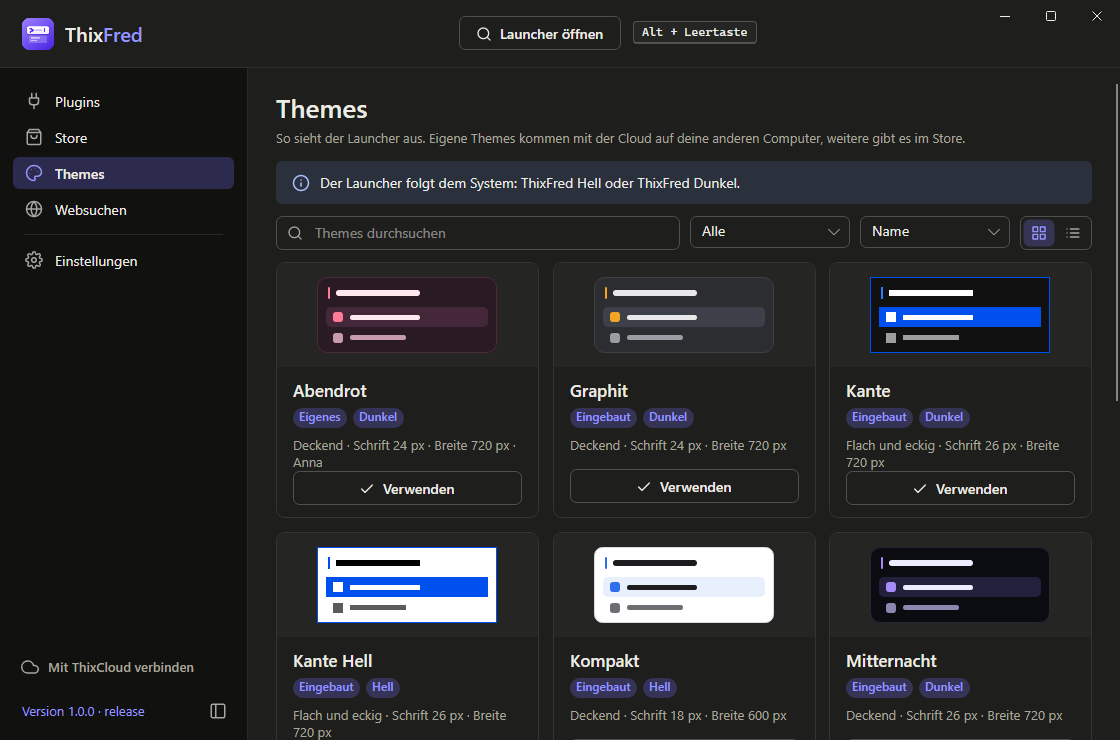 ThixFred
Launcher öffnen
Alt + Leertaste
Plugins
Store
Themes
Websuchen
Einstellungen
Mit ThixCloud verbinden
Version 1.0.0 · release
Themes
So sieht der Launcher aus. Eigene Themes kommen mit der Cloud auf deine anderen Computer, weitere gibt es im Store.
Der Launcher folgt dem System: ThixFred Hell oder ThixFred Dunkel.
Themes durchsuchen
Alle
Name
Abendrot
Eigenes Dunkel
Deckend · Schrift 24 px · Breite 720 px ·
Anna
Verwenden
Graphit
Eingebaut Dunkel
Deckend · Schrift 24 px · Breite 720 px
Verwenden
Kante
Eingebaut Dunkel
Flach und eckig · Schrift 26 px · Breite
720 px
Verwenden
Kante Hell
Eingebaut Hell
Flach und eckig · Schrift 26 px · Breite
720 px
Kompakt
Eingebaut Hell
Deckend · Schrift 18 px · Breite 600 px
Mitternacht
Eingebaut Dunkel
Deckend · Schrift 26 px · Breite 720 px